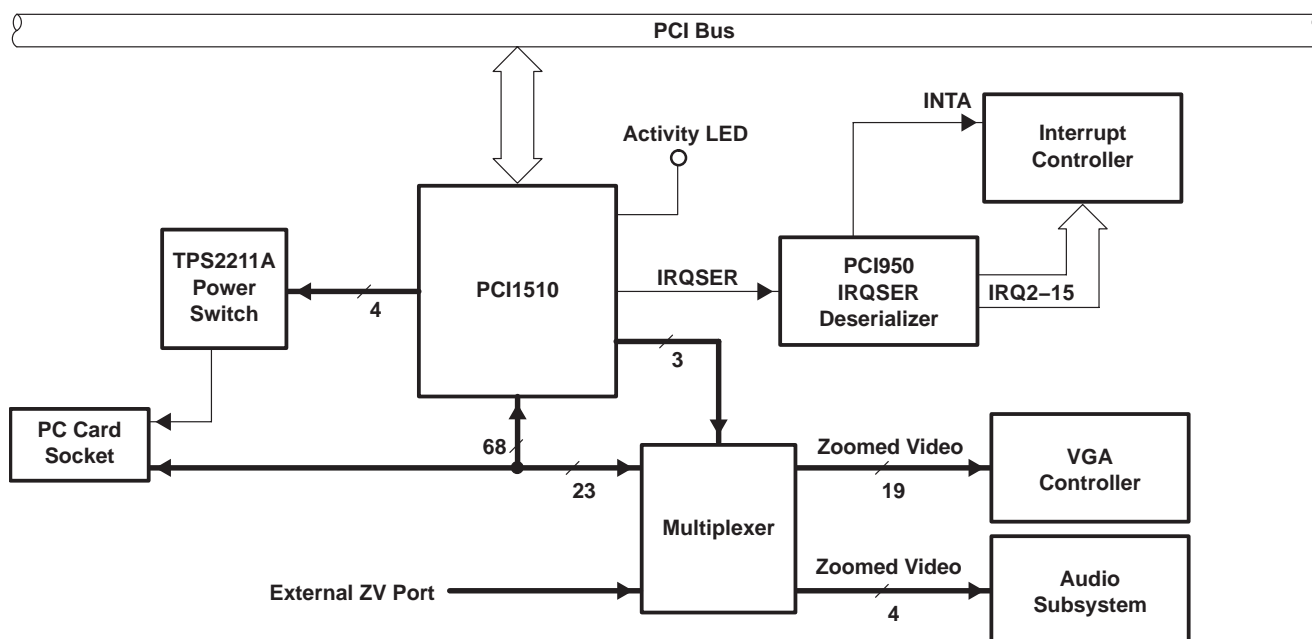 PCI Bus
INTA
Activity LED
Interrupt
Controller
TPS2211A
Power
Switch
4
PCI1510
IRQSER
PCI950
IRQSER
Deserializer
IRQ2–15
3
PC Card
Socket
68
23
Multiplexer
Zoomed Video
19
VGA
Controller
External ZV Port
Zoomed Video
4
Audio
Subsystem